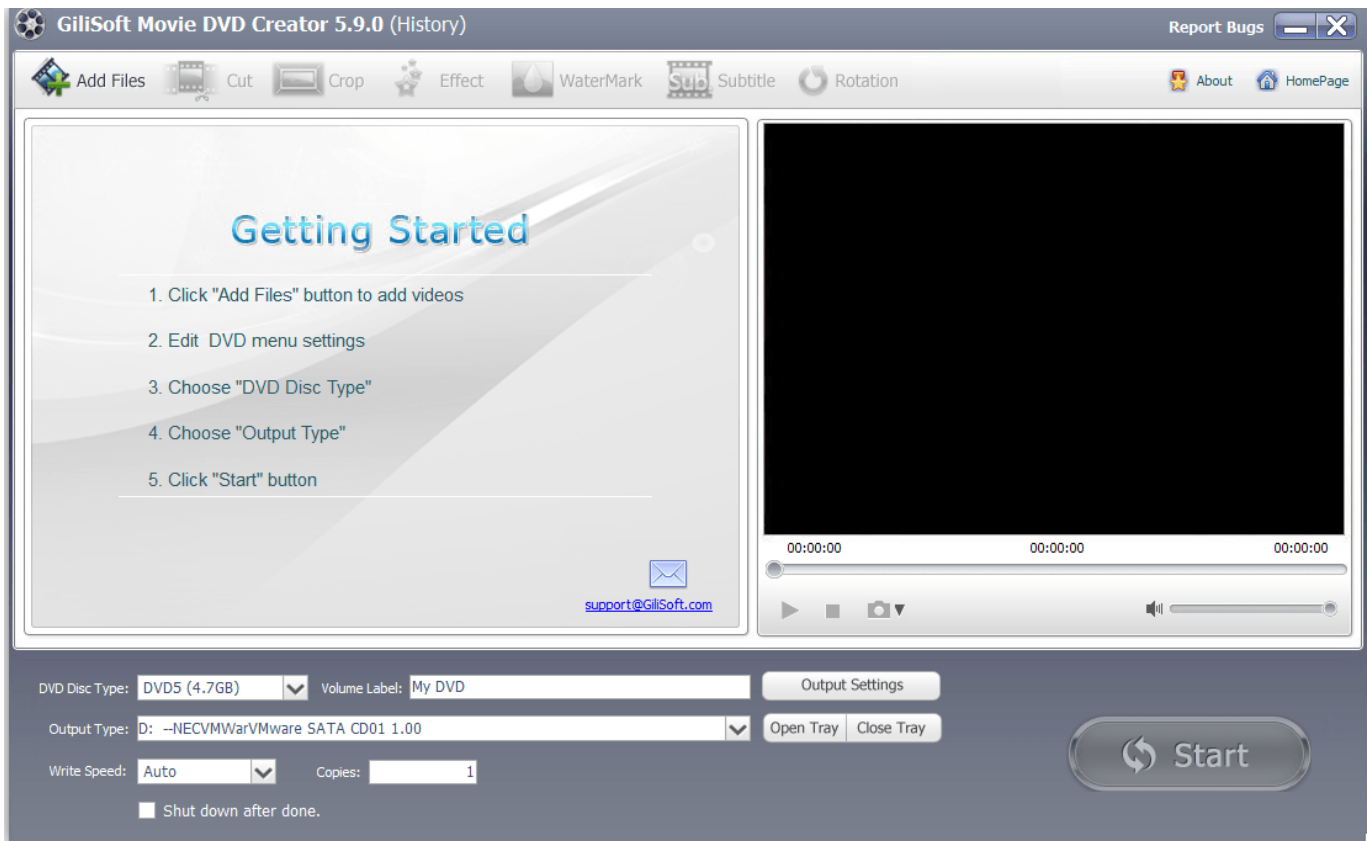 GiliSoft Movie DVD Creator 5.9.0 (History)
Report Bugs
Add Files Cut Crop Effect WaterMark Sub Subtitle Rotation
About HomePage
Getting Started
1. Click "Add Files" button to add videos
2. Edit DVD menu settings
3. Choose "DVD Disc Type"
4. Choose "Output Type"
5. Click "Start" button
support@GiliSoft.com
00:00:00 00:00:00 00:00:00
DVD Disc Type: DVD5 (4.7GB) Volume Label: My DVD Output Settings
Output Type: D: --NECVMWarVMware SATA CD01 1.00 Open Tray Close Tray
Write Speed: Auto Copies: 1
Start
Shut down after done.